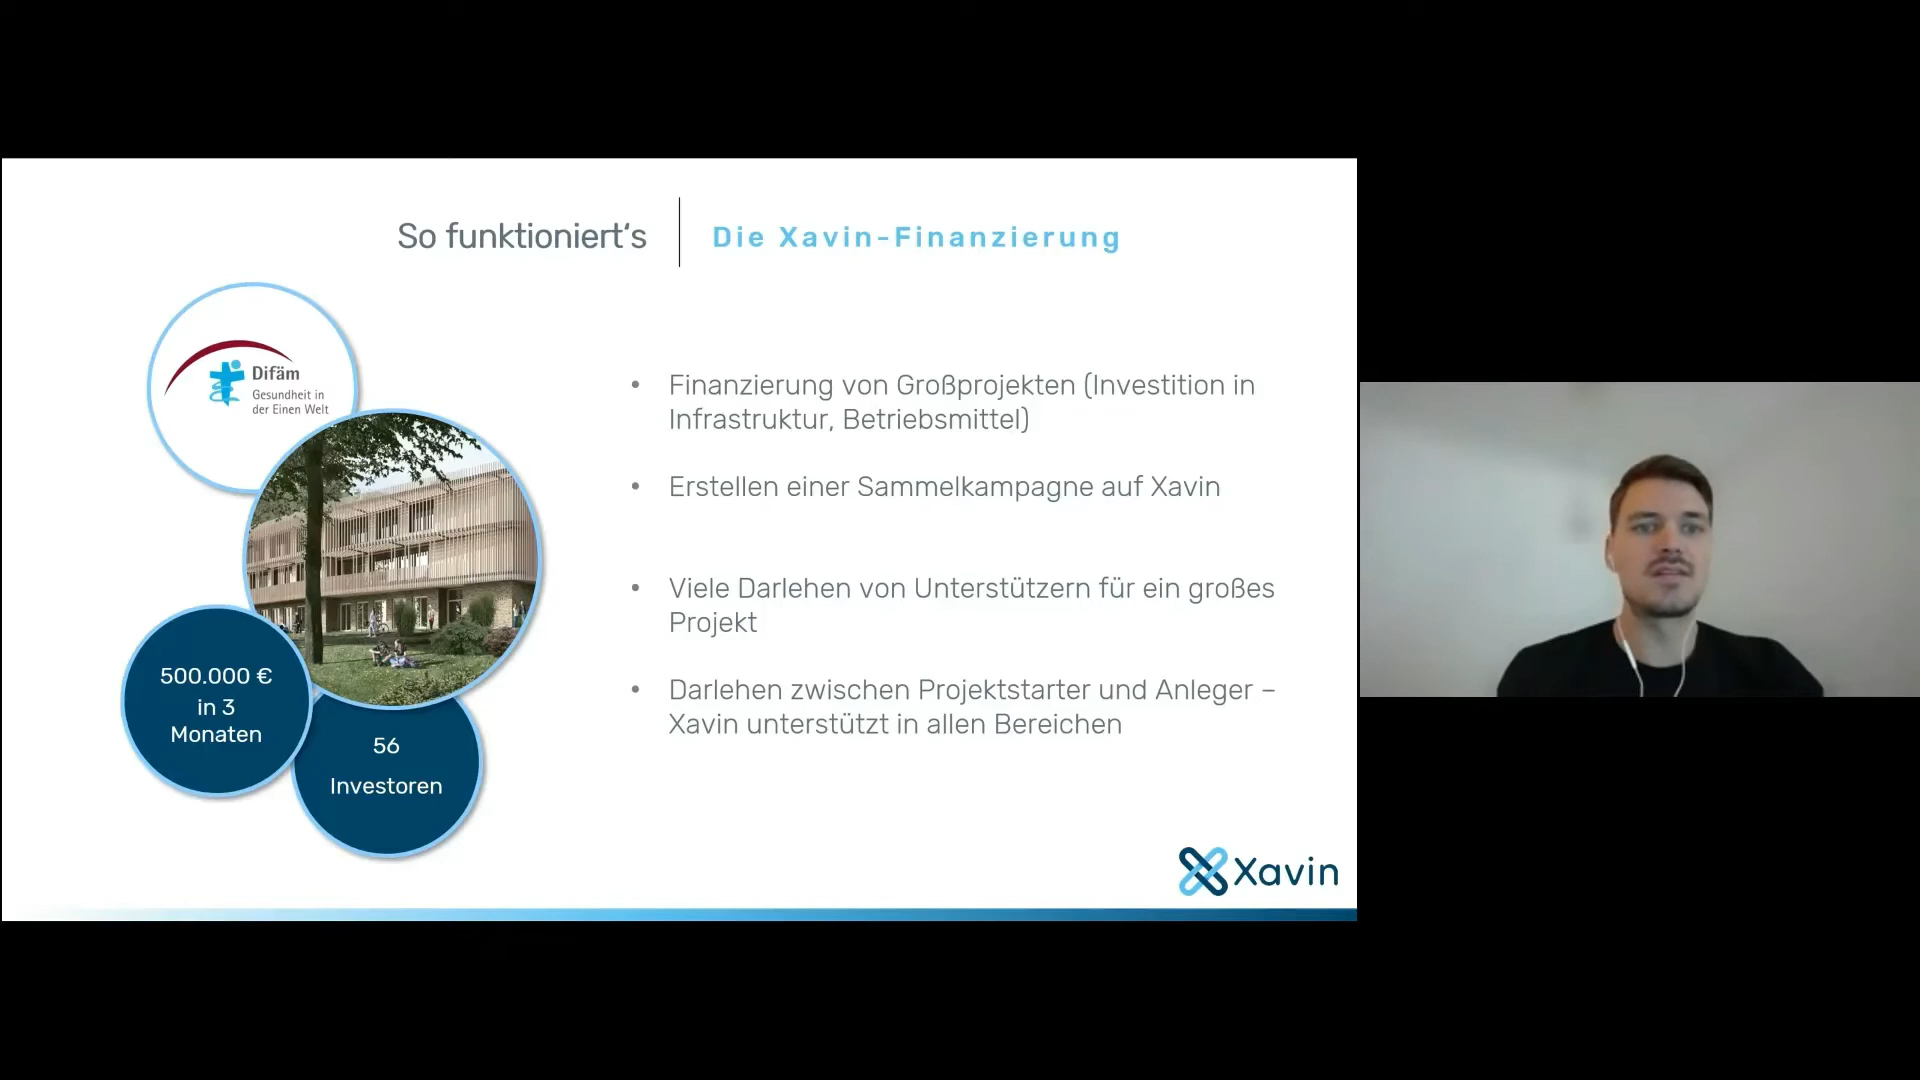 So funktioniert‘s
Die Xavin-Finanzierung
Difäm
Gesundheit in
der Einen Welt
500.000 €
in 3
Monaten
56
Investoren
• Finanzierung von Großprojekten (Investition in
Infrastruktur, Betriebsmittel)
• Erstellen einer Sammelkampagne auf Xavin
• Viele Darlehen von Unterstützern für ein großes
Projekt
• Darlehen zwischen Projektstarter und Anleger –
Xavin unterstützt in allen Bereichen
Xavin